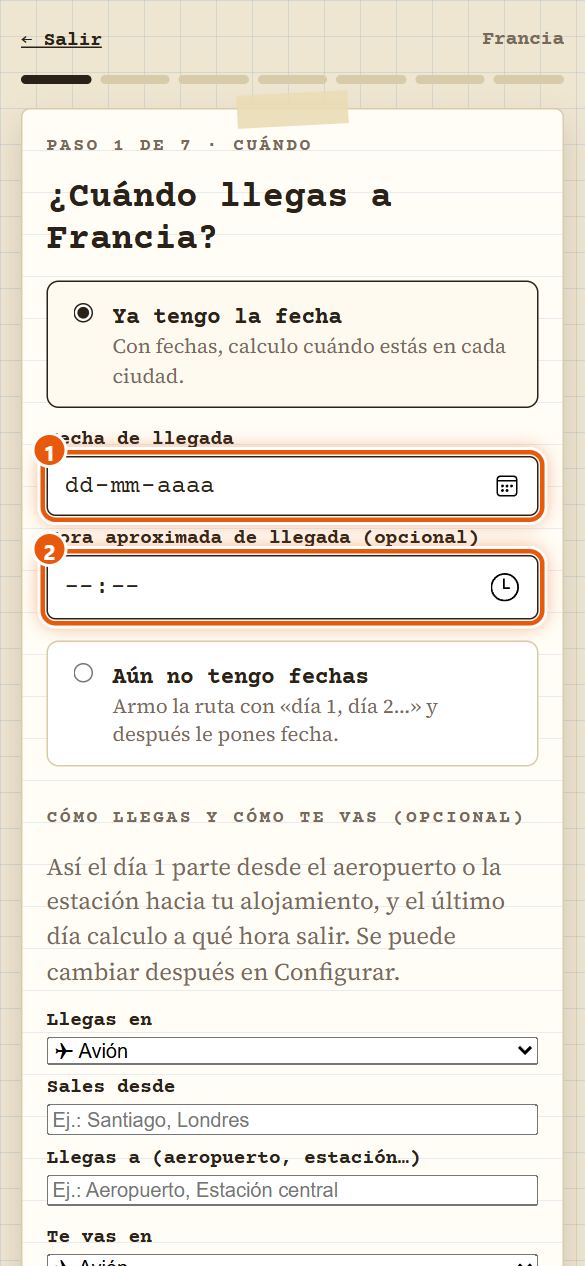 ← Salir
Francia
PASO 1 DE 7 · CUÁNDO
¿Cuándo llegas a
Francia?
Ya tengo la fecha
Con fechas, calculo cuándo estás en cada
ciudad.
echa de llegada
1
dd-mm-aaaa
ora aproximada de llegada (opcional)
2
--:--
Aún no tengo fechas
Armo la ruta con «día 1, día 2…» y
después le pones fecha.
CÓMO LLEGAS Y CÓMO TE VAS (OPCIONAL)
Así el día 1 parte desde el aeropuerto o la
estación hacia tu alojamiento, y el último
día calculo a qué hora salir. Se puede
cambiar después en Configurar.
Llegas en
✈ Avión
Sales desde
Ej.: Santiago, Londres
Llegas a (aeropuerto, estación…)
Ej.: Aeropuerto, Estación central
Te vas en
✈ Avión